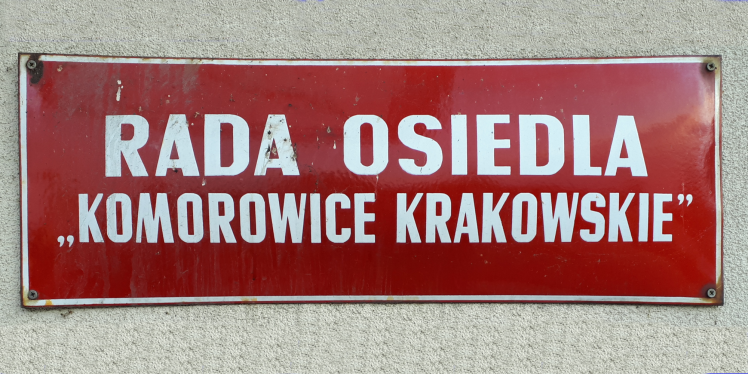 RADA OSIEDLA
„KOMOROWICE KRAKOWSKIE”